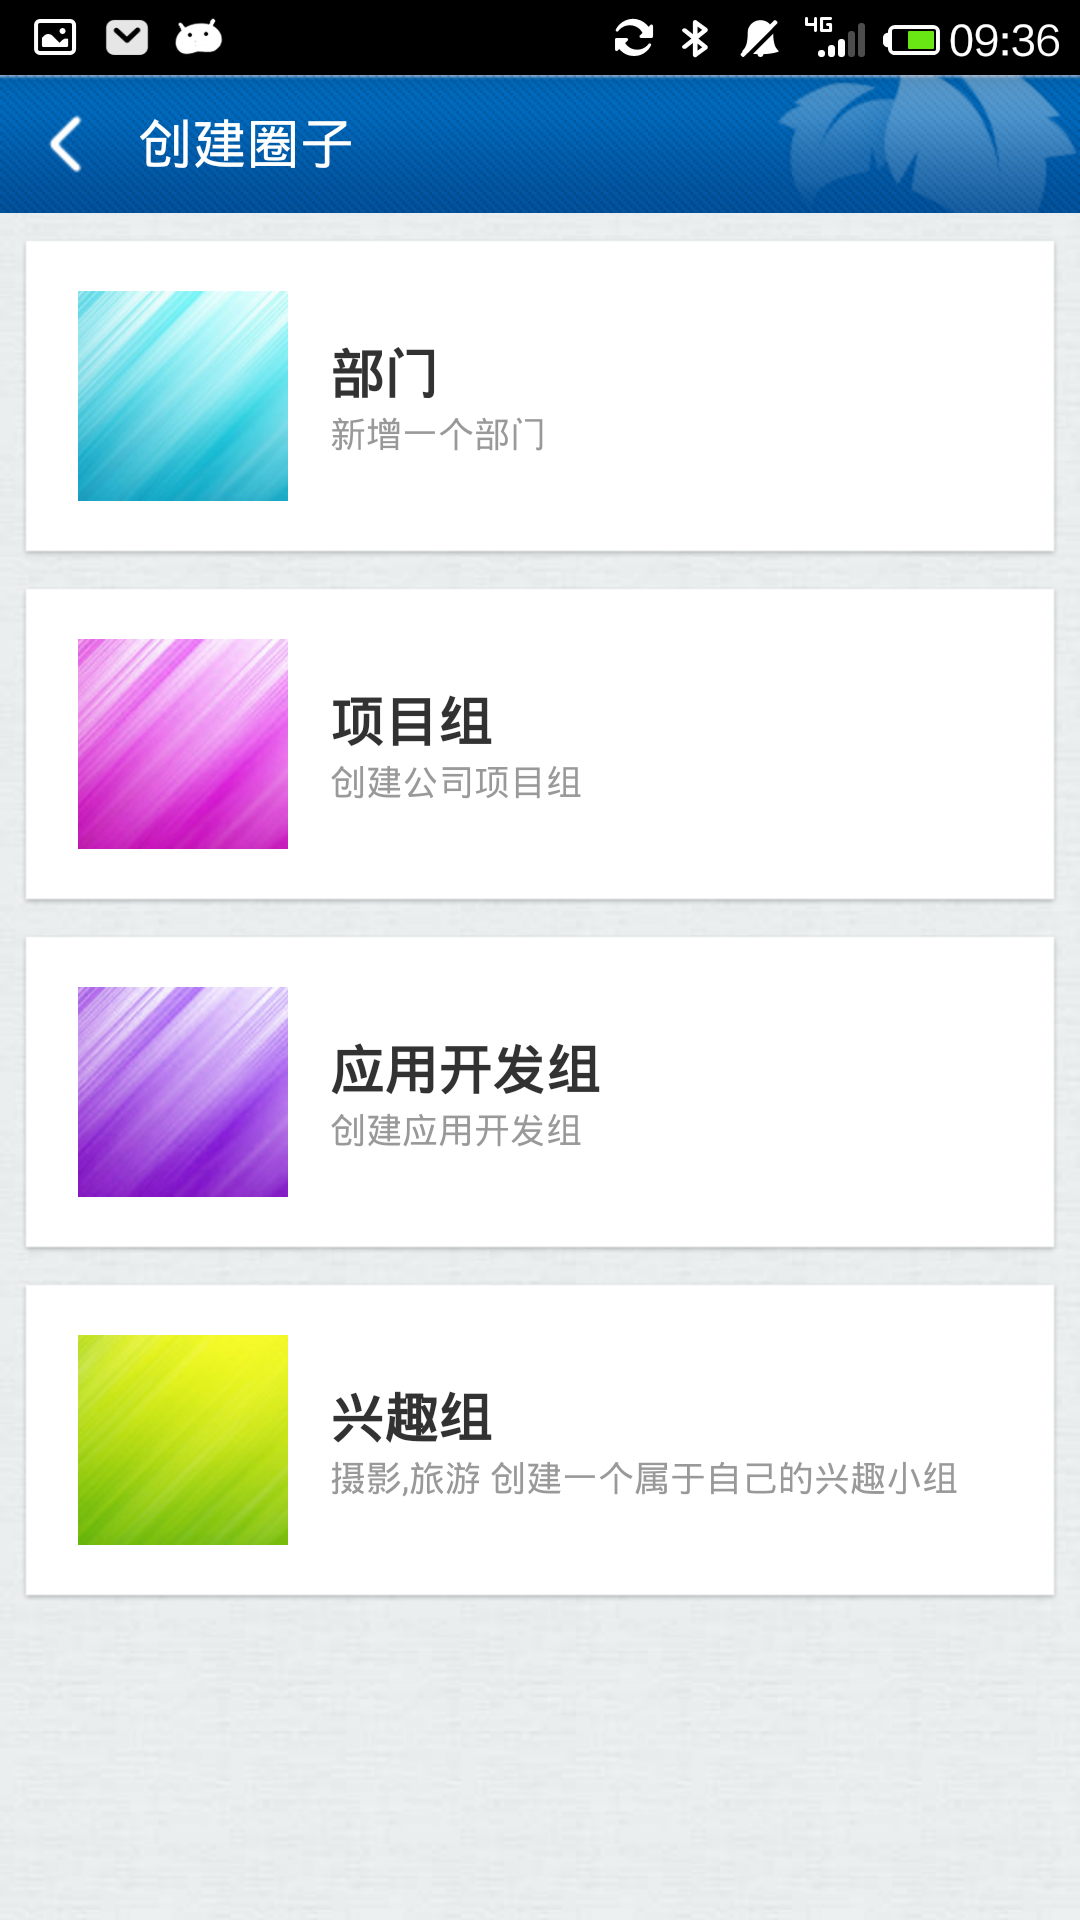 4G 09:36
创建圈子
部门
新增一个部门
项目组
创建公司项目组
应用开发组
创建应用开发组
兴趣组
摄影,旅游 创建一个属于自己的兴趣小组